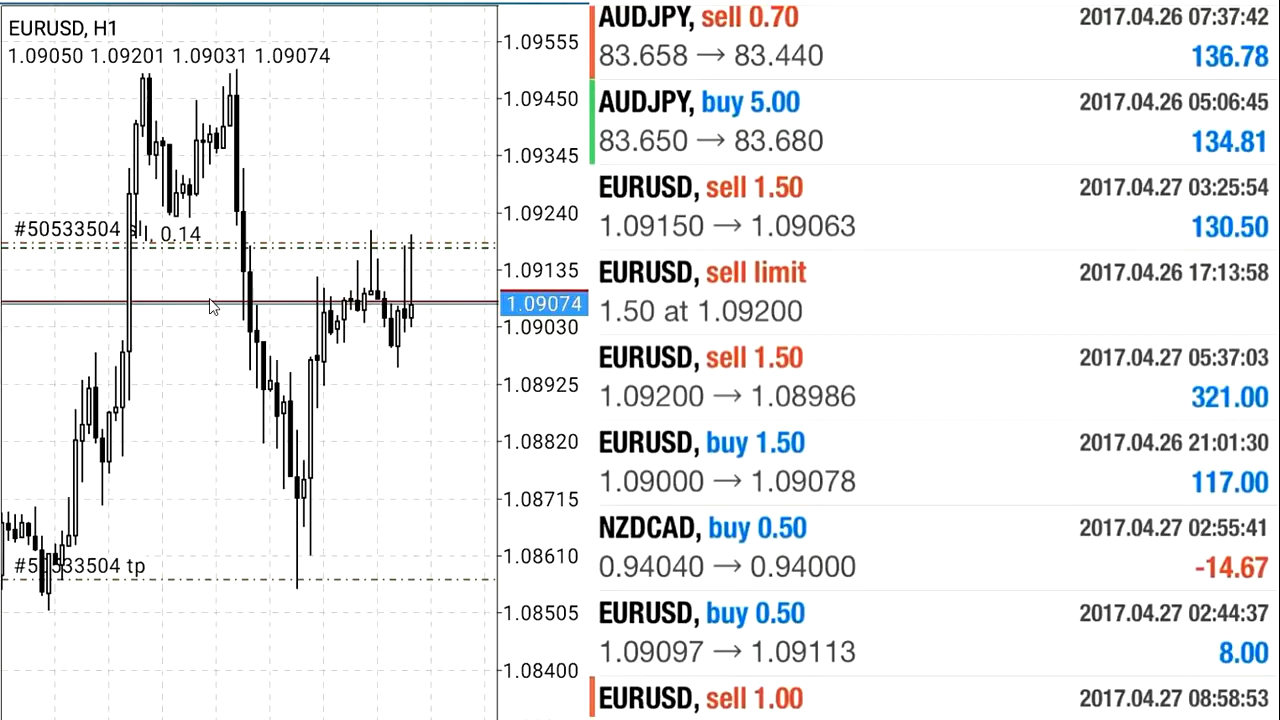 EURUSD, H1
1.09050 1.09201 1.09031 1.09074
1.09555
1.09450
1.09345
1.09240
1.09135
1.09074
1.09030
1.08925
1.08820
1.08715
1.08610
1.08505
1.08400
#50533504 sl
0.14
tp
AUDJPY, sell 0.70 2017.04.26 07:37:42
83.658 → 83.440 136.78
AUDJPY, buy 5.00 2017.04.26 05:06:45
83.650 → 83.680 134.81
EURUSD, sell 1.50 2017.04.27 03:25:54
1.09150 → 1.09063 130.50
EURUSD, sell limit 2017.04.26 17:13:58
1.50 at 1.09200
EURUSD, sell 1.50 2017.04.27 05:37:03
1.09200 → 1.08986 321.00
EURUSD, buy 1.50 2017.04.26 21:01:30
1.09000 → 1.09078 117.00
NZDCAD, buy 0.50 2017.04.27 02:55:41
0.94040 → 0.94000 -14.67
EURUSD, buy 0.50 2017.04.27 02:44:37
1.09097 → 1.09113 8.00
EURUSD, sell 1.00 2017.04.27 08:58:53